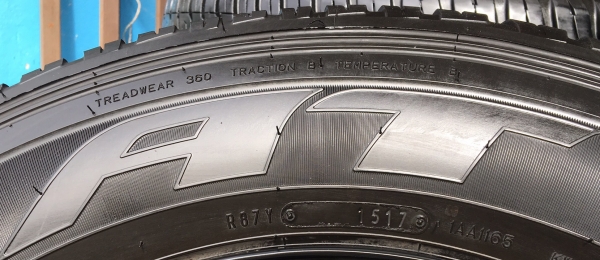 TREADWEAR 360 TRACTION B TEMPERATURE B
AT
R87Y 1517